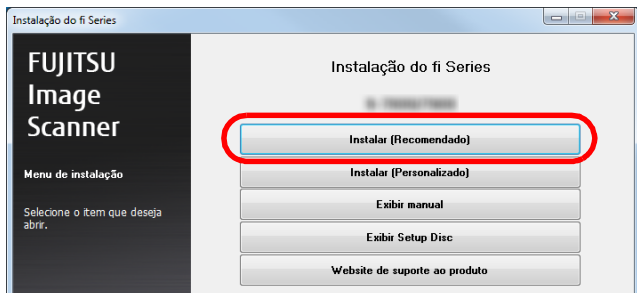 Instalação do fi Series
FUJITSU
Image
Scanner
Menu de instalação
Selecione o item que deseja
abrir.
Instalação do fi Series
Instalar (Recomendado)
Instalar (Personalizado)
Exibir manual
Exibir Setup Disc
Website de suporte ao produto